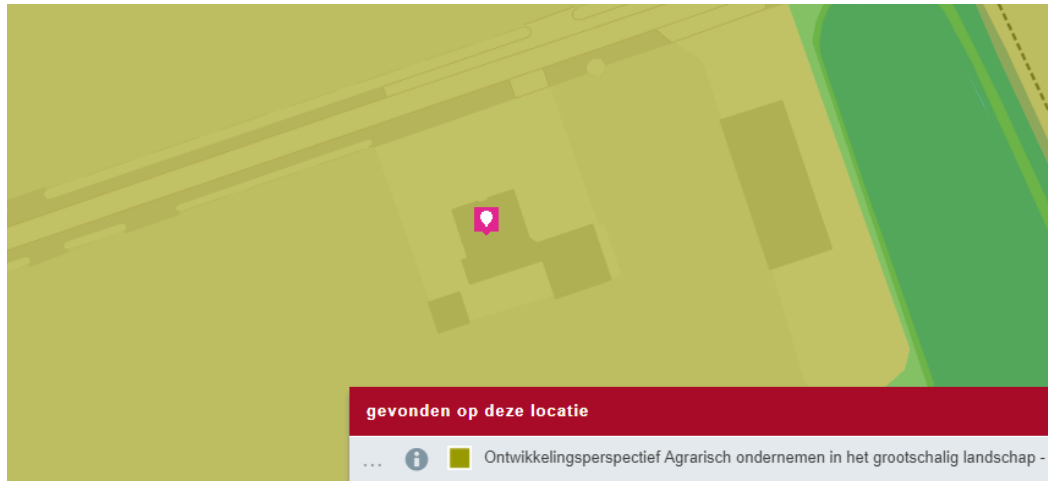 gevonden op deze locatie
... Ontwikkelingsperspectief Agrarisch ondernemen in het grootschalig landschap -